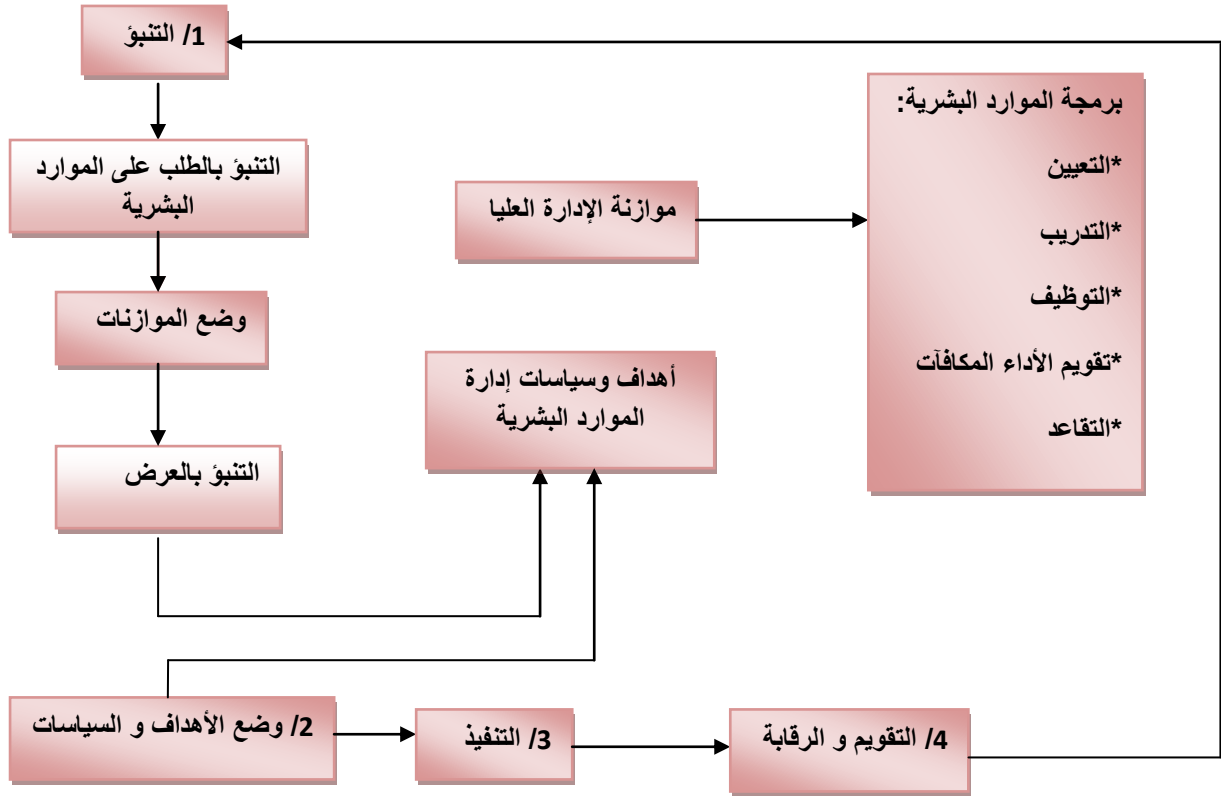 1/ التنبؤ
التنبؤ بالطلب على الموارد
البشرية
وضع الموازنات
التنبؤ بالعرض
موازنة الإدارة العليا
أهداف وسياسات إدارة
الموارد البشرية
برمجة الموارد البشرية:
*التعيين
*التدريب
*التوظيف
*تقويم الأداء المكافآت
*التقاعد
2/ وضع الأهداف و السياسات
3/ التنفيذ
4/ التقويم و الرقابة